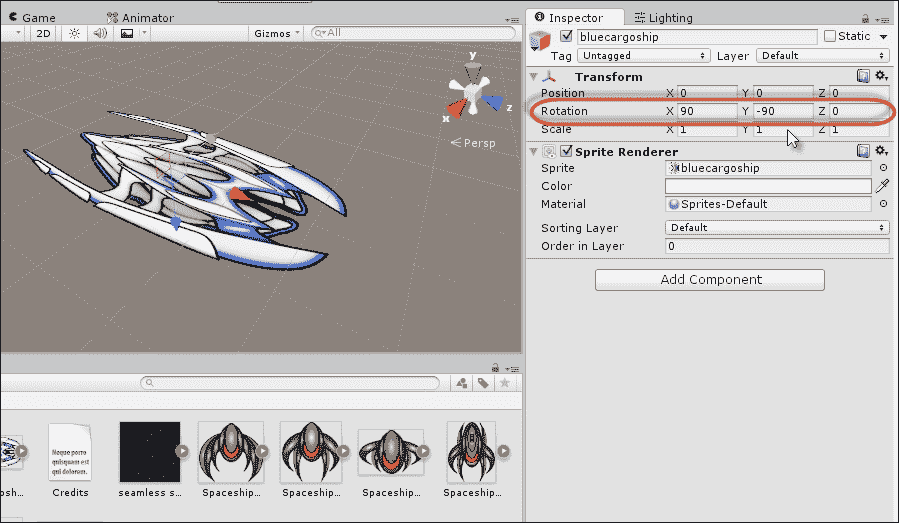 Game
Animator
2D
Gizmos
All
y
x
z
Persp
Inspector
Lighting
bluecargoship
Static
Tag Untagged Layer Default
Transform
Position X 0 Y 0 Z 0
Rotation X 90 Y -90 Z 0
Scale X 1 Y 1 Z 1
Sprite Renderer
Sprite bluecargoship
Color
Material Sprites-Default
Sorting Layer Default
Order in Layer 0
Add Component
Neque porro
quisquam est
qui dolorem.
osh...
Credits
seamless s...
Spaceship...
Spaceship...
Spaceship...
Spaceship...